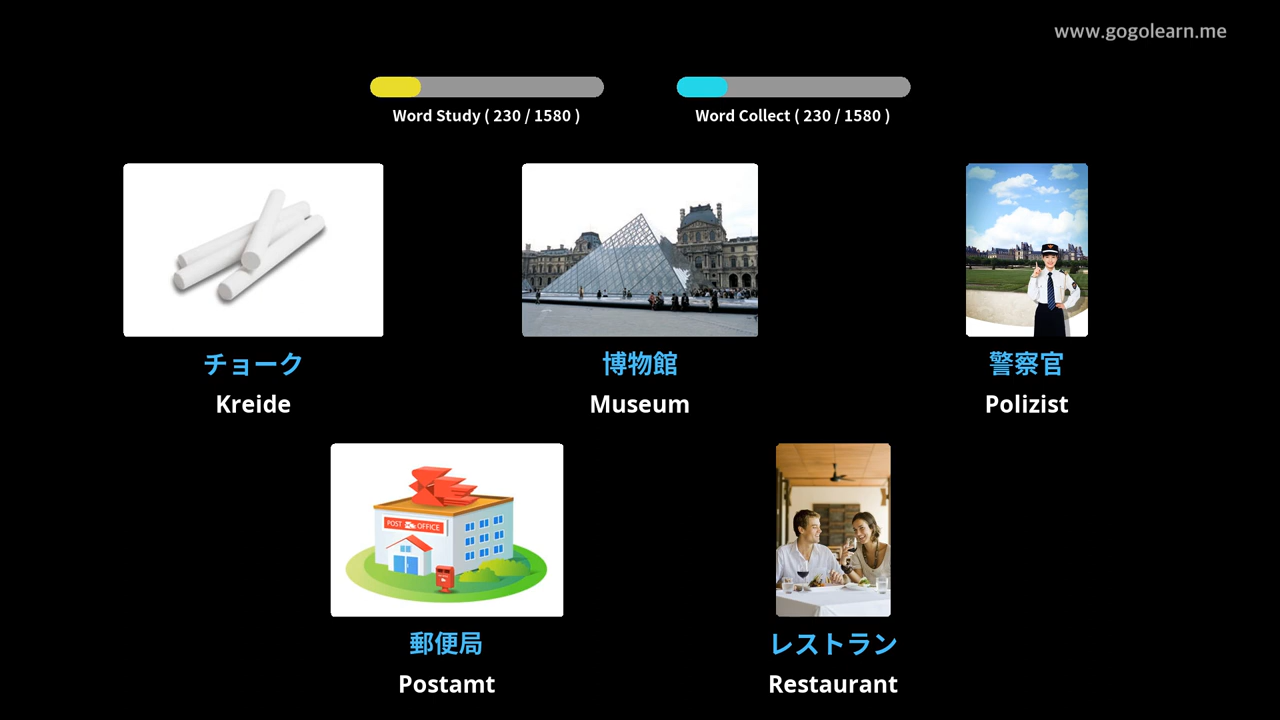 www.gogolearn.me
Word Study ( 230 / 1580 )
Word Collect ( 230 / 1580 )
チョーク
Kreide
博物館
Museum
警察官
Polizist
POST OFFICE
郵便局
Postamt
レストラン
Restaurant